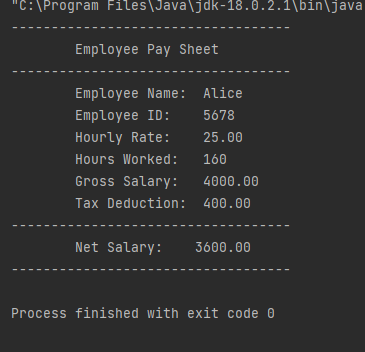 "C:\Program Files\Java\jdk-18.0.2.1\bin\java
-----------------------------------
        Employee Pay Sheet
-----------------------------------
        Employee Name:  Alice
        Employee ID:    5678
        Hourly Rate:    25.00
        Hours Worked:   160
        Gross Salary:   4000.00
        Tax Deduction:  400.00
-----------------------------------
        Net Salary:    3600.00
-----------------------------------
Process finished with exit code 0